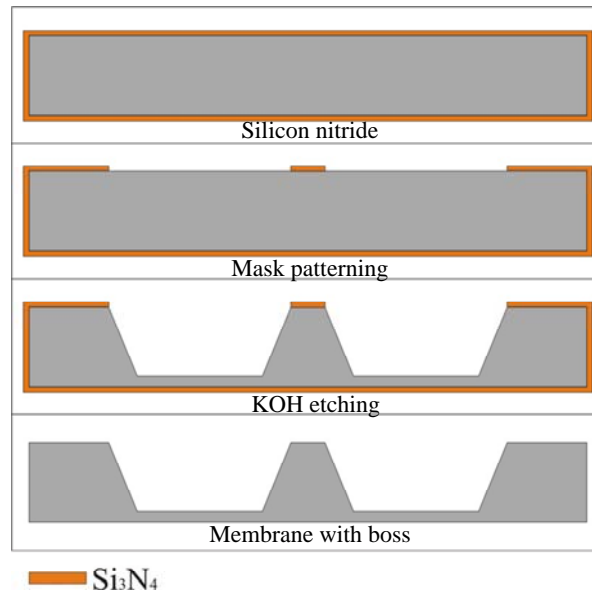 Silicon nitride
Mask patterning
KOH etching
Membrane with boss
Si₃N₄